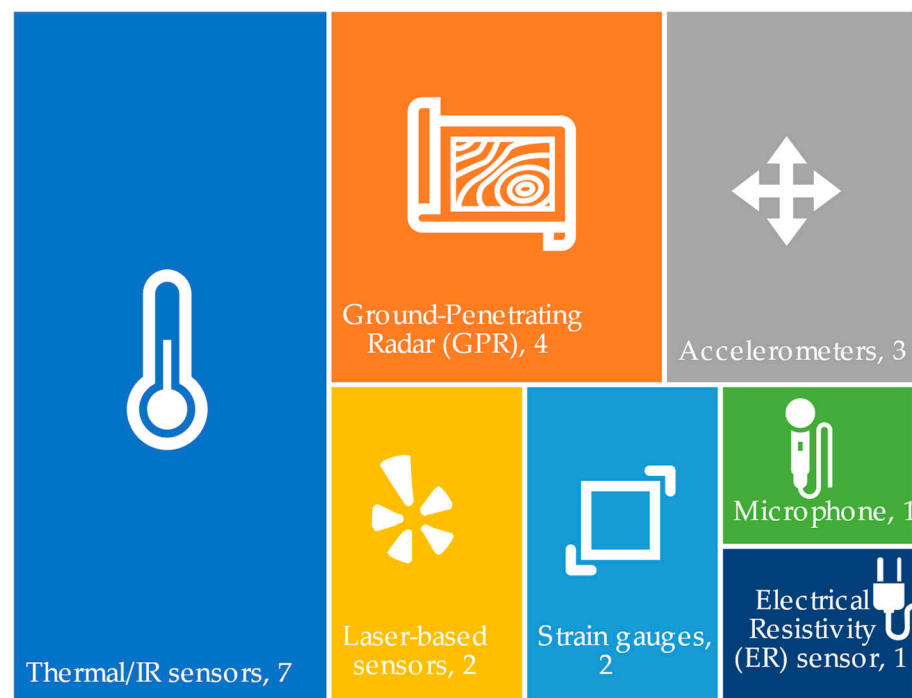 Ground-Penetrating
Radar (GPR), 4
Accelerometers, 3
Microphone, 1
Electrical
Resistivity
(ER) sensor, 1
Laser-based
sensors, 2
Strain gauges,
2
Thermal/IR sensors, 7